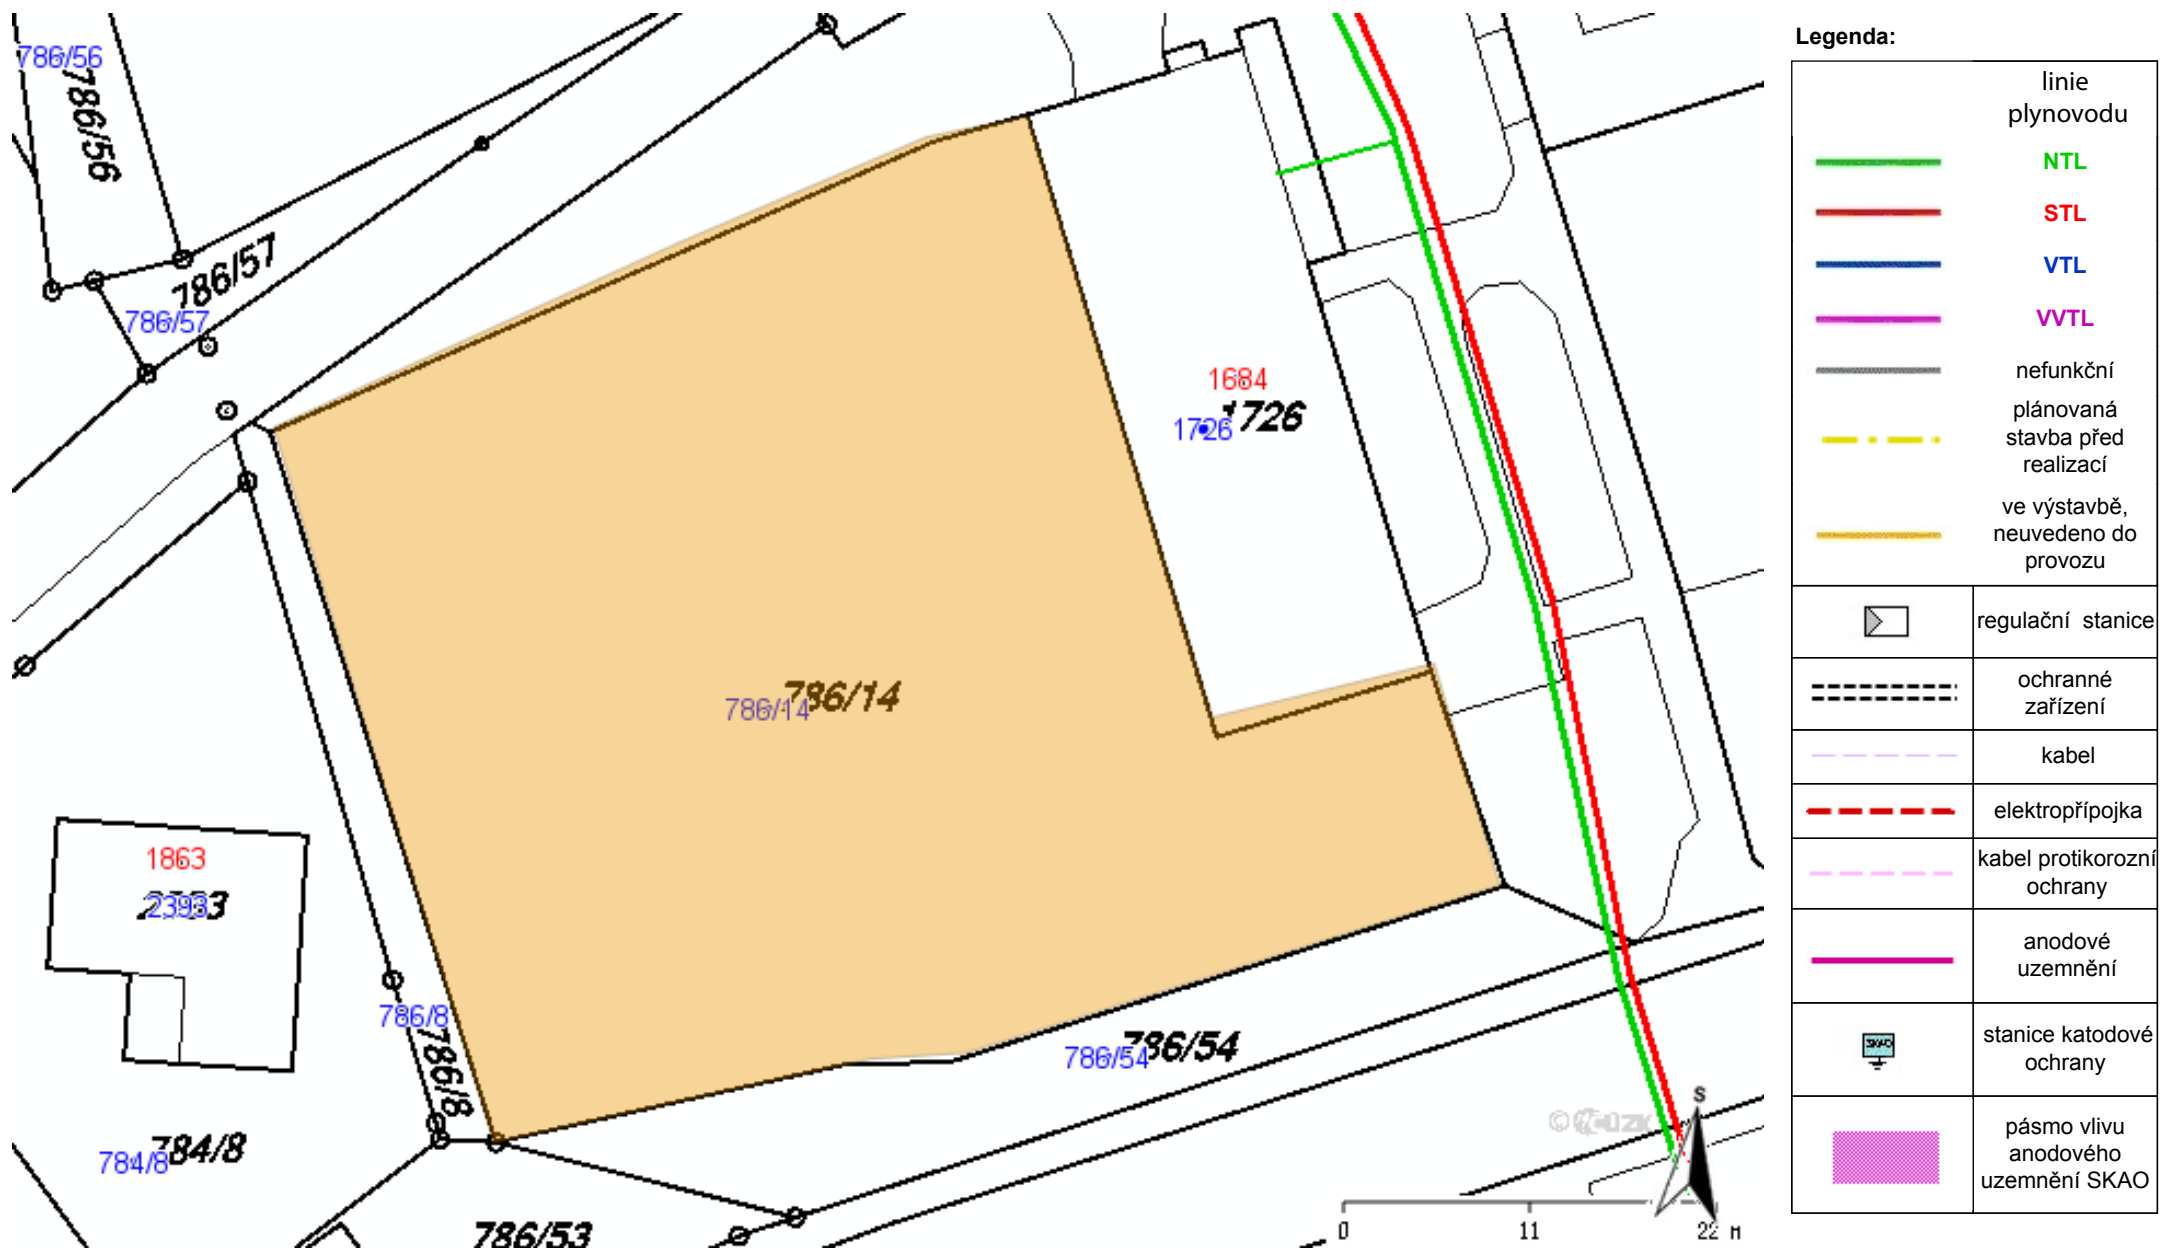 786/56
786/56
786/57
786/57
1684
1726
1726
786/14
786/14
1863
2393
786/8
786/8
786/54
786/54
784/8
784/8
786/53
S
0 11 22 M
Legenda:
linie
plynovodu
NTL
STL
VTL
VVTL
nefunkční
plánovaná
stavba před
realizací
ve výstavbě,
neuvedeno do
provozu
regulační stanice
ochranné
zařízení
kabel
elektropřípojka
kabel protikorozní
ochrany
anodové
uzemnění
SKAO
stanice katodové
ochrany
pásmo vlivu
anodového
uzemnění SKAO